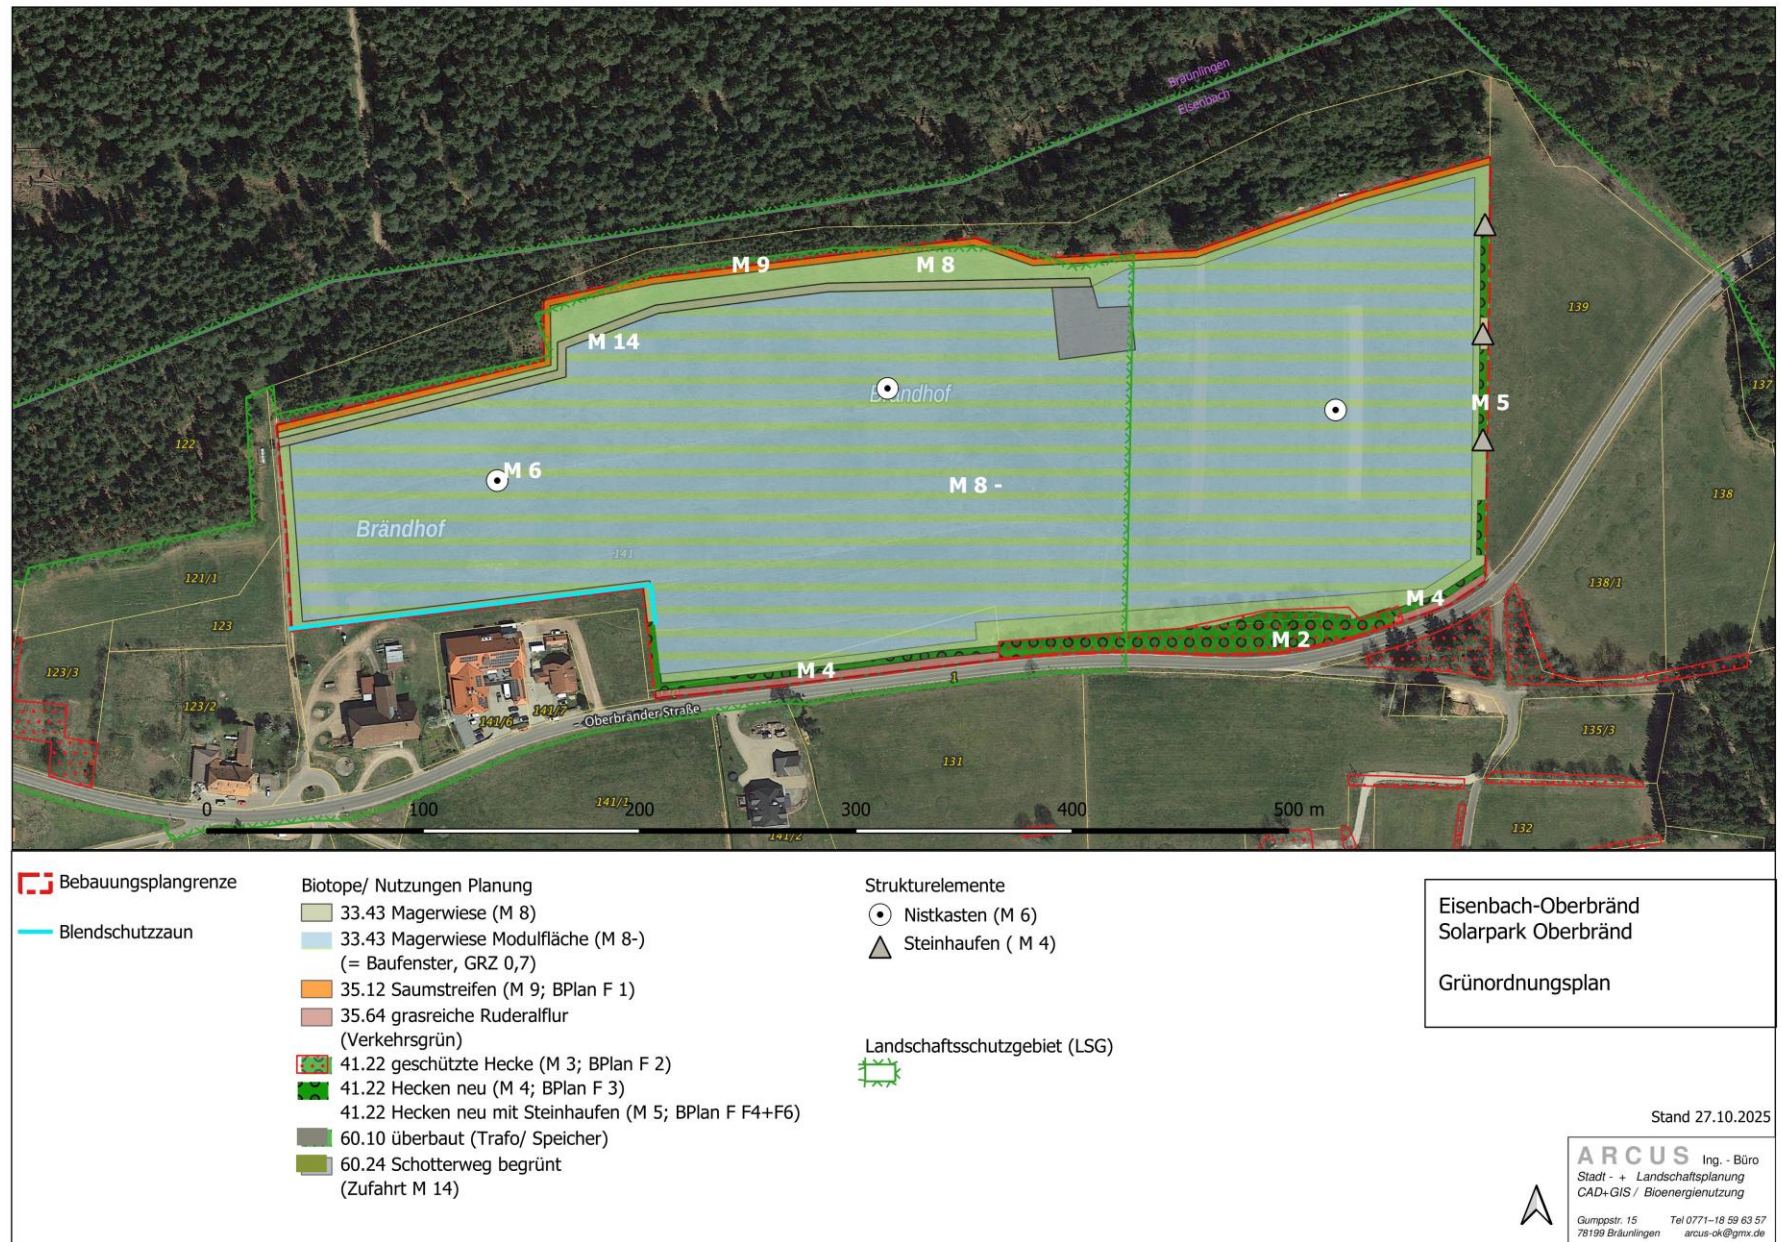 Bräunlingen
Eisenbach
M 9
M 8
139
M 14
137
Brändhof
M 5
122
M 6
M 8 -
138
Brändhof
141
121/1
138/1
123
M 4
M 2
123/3
M 4
1
123/2
141/6
141/7
Oberbränder Straße
135/3
131
141/1
0
100
200
300
400
500 m
141/2
132
Bebauungsplangrenze
Blendschutzzaun
Biotope/ Nutzungen Planung
33.43 Magerwiese (M 8)
33.43 Magerwiese Modulfläche (M 8-)
(= Baufenster, GRZ 0,7)
35.12 Saumstreifen (M 9; BPlan F 1)
35.64 grasreiche Ruderalflur
(Verkehrsgrün)
41.22 geschützte Hecke (M 3; BPlan F 2)
41.22 Hecken neu (M 4; BPlan F 3)
41.22 Hecken neu mit Steinhaufen (M 5; BPlan F F4+F6)
60.10 überbaut (Trafo/ Speicher)
60.24 Schotterweg begrünt
(Zufahrt M 14)
Strukturelemente
Nistkasten (M 6)
Steinhaufen ( M 4)
Landschaftsschutzgebiet (LSG)
Eisenbach-Oberbränd
Solarpark Oberbränd
Grünordnungsplan
Stand 27.10.2025
ARCUS Ing. - Büro
Stadt - + Landschaftsplanung
CAD+GIS / Bioenergienutzung
Gumppstr. 15 Tel 0771–18 59 63 57
78199 Bräunlingen arcus-ok@gmx.de